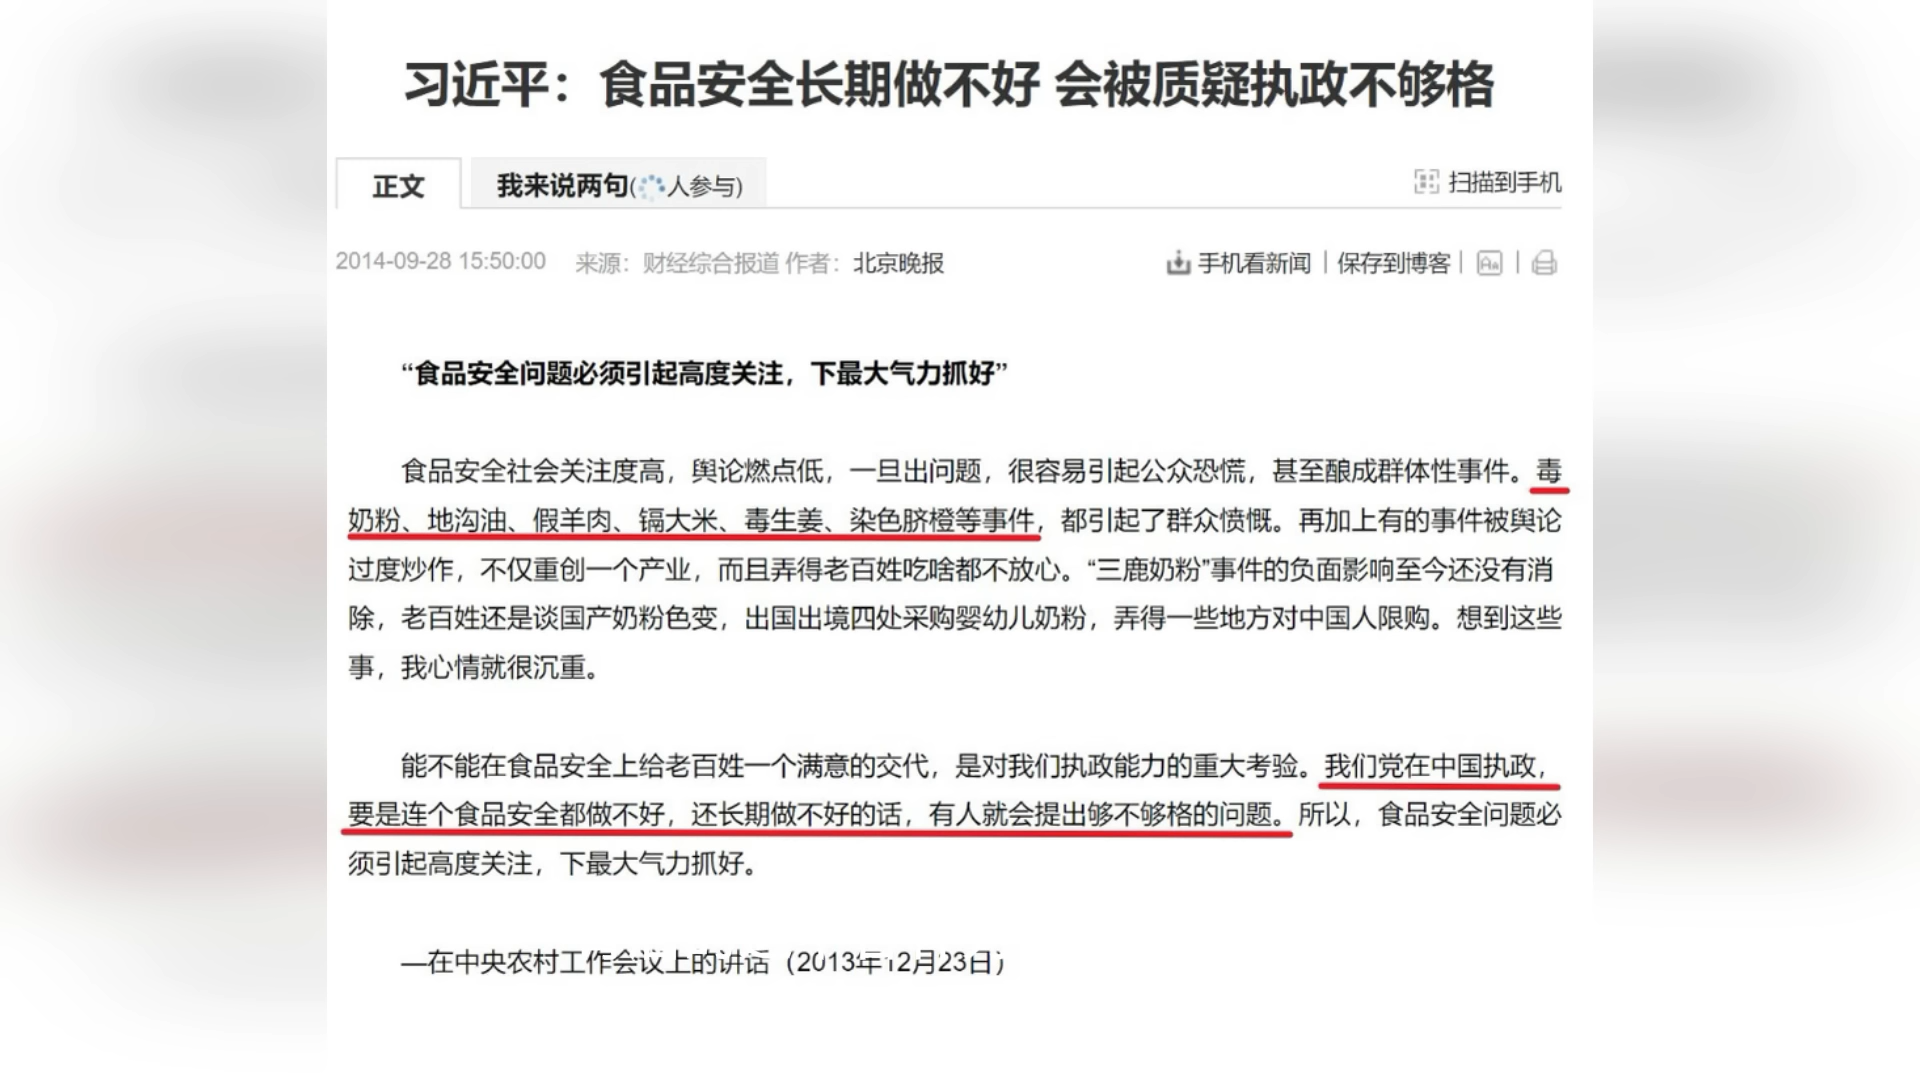 习近平：食品安全长期做不好 会被质疑执政不够格
正文
我来说两句(人参与)
扫描到手机
2014-09-28 15:50:00 来源：财经综合报道 作者：北京晚报
手机看新闻 | 保存到博客 | Aa |
“食品安全问题必须引起高度关注，下最大气力抓好”
食品安全社会关注度高，舆论燃点低，一旦出问题，很容易引起公众恐慌，甚至酿成群体性事件。毒
奶粉、地沟油、假羊肉、镉大米、毒生姜、染色脐橙等事件，都引起了群众愤慨。再加上有的事件被舆论
过度炒作，不仅重创一个产业，而且弄得老百姓吃啥都不放心。“三鹿奶粉”事件的负面影响至今还没有消
除，老百姓还是谈国产奶粉色变，出国出境四处采购婴幼儿奶粉，弄得一些地方对中国人限购。想到这些
事，我心情就很沉重。
能不能在食品安全上给老百姓一个满意的交代，是对我们执政能力的重大考验。我们党在中国执政，
要是连个食品安全都做不好，还长期做不好的话，有人就会提出够不够格的问题。所以，食品安全问题必
须引起高度关注，下最大气力抓好。
—在中央农村工作会议上的讲话（2013年12月23日）